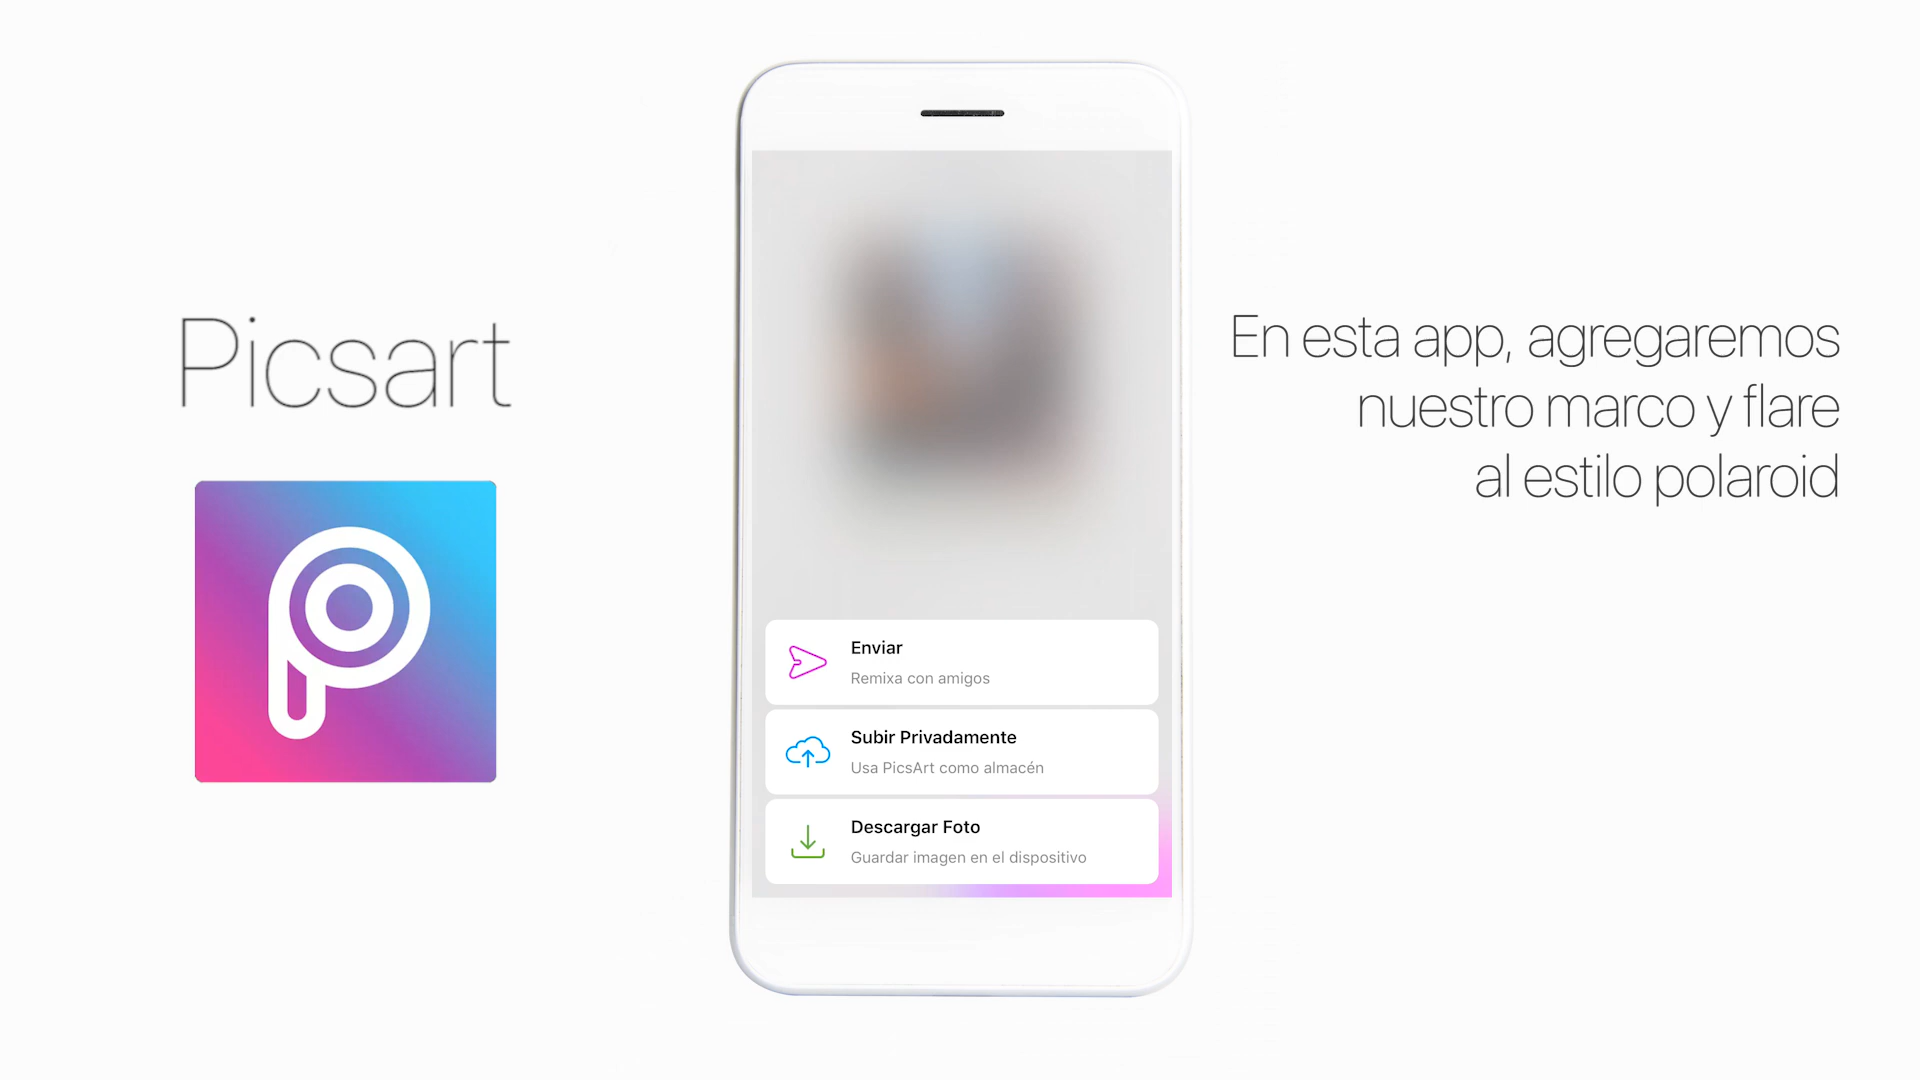 Picsart
En esta app, agregaremos
nuestro marco y flare
al estilo polaroid
Enviar
Remixa con amigos
Subir Privadamente
Usa PicsArt como almacén
Descargar Foto
Guardar imagen en el dispositivo